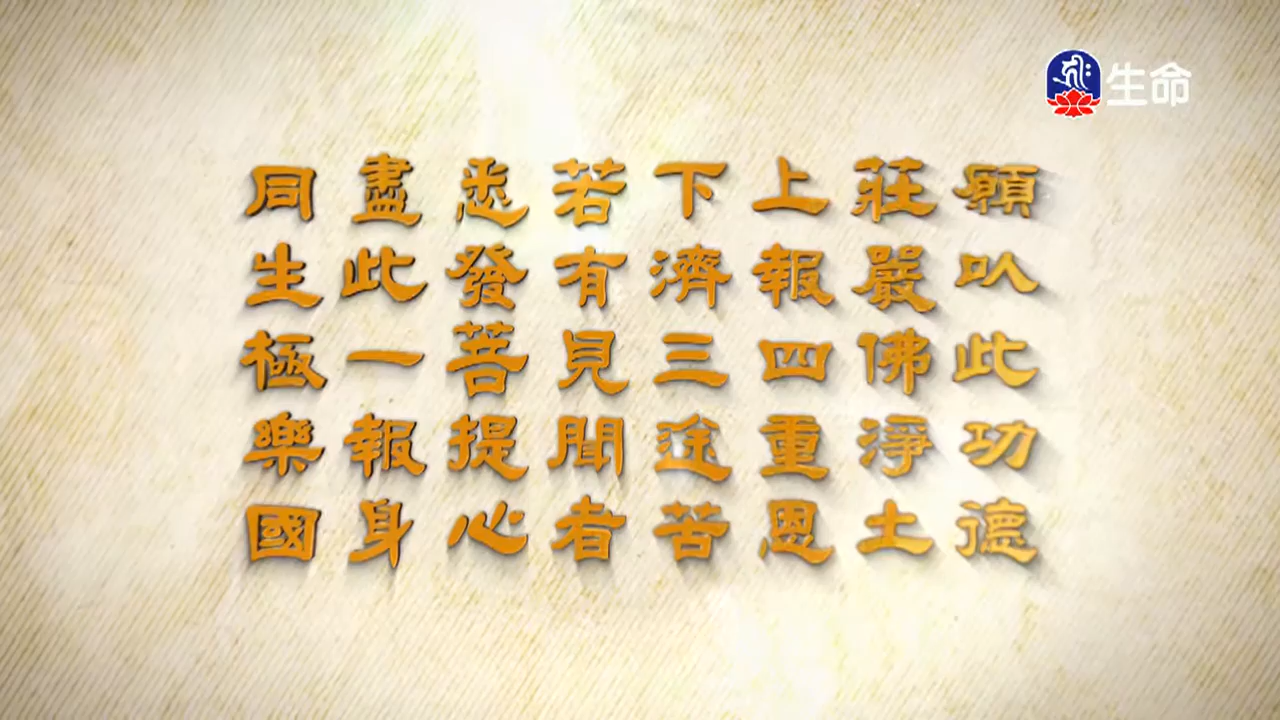 生命
願以此功德
莊嚴佛淨土
上報四重恩
下濟三途苦
若有見聞者
悉發菩提心
盡此一報身
同生極樂國